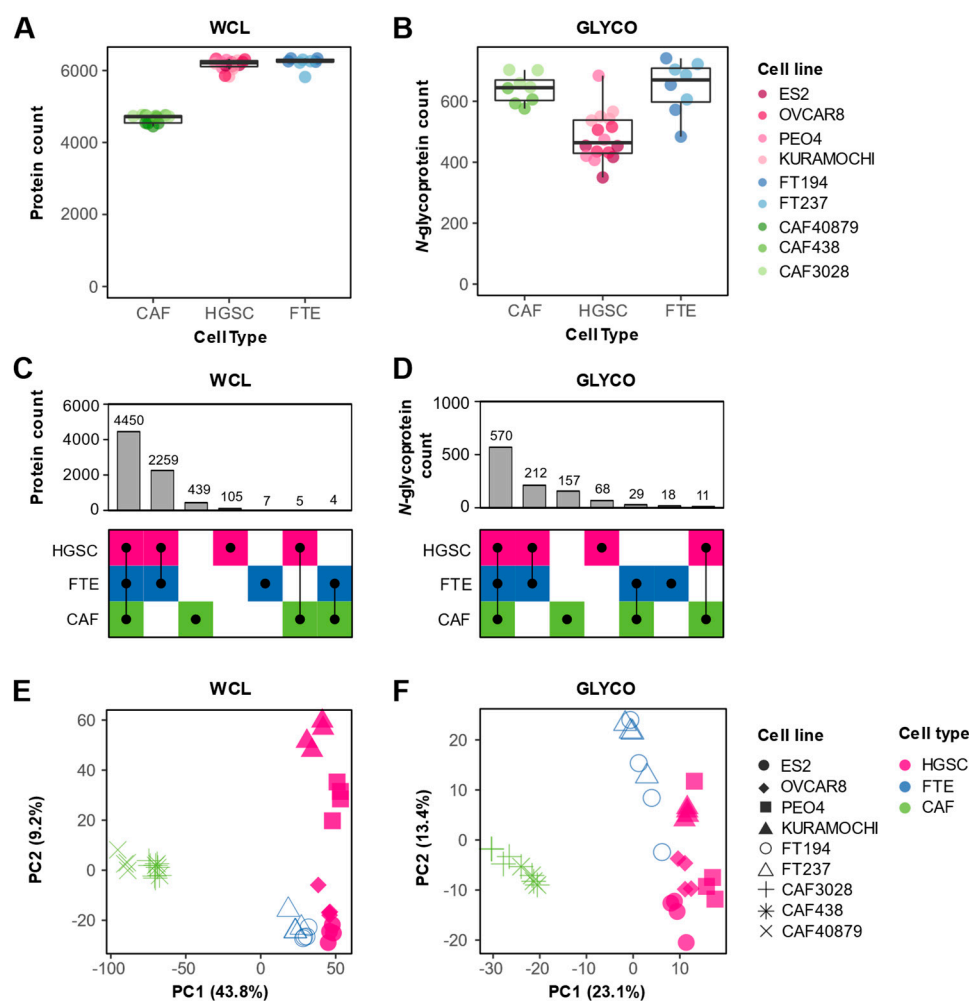 A
WCL
Protein count
6000
4000
2000
0
CAF
HGSC
FTE
Cell Type
B
GLYCO
N-glycoprotein count
600
400
200
0
CAF
HGSC
FTE
Cell Type
Cell line
ES2
OVCAR8
PEO4
KURAMOCHI
FT194
FT237
CAF40879
CAF438
CAF3028
C
WCL
Protein count
6000
4000
2000
0
4450
2259
439
105
7
5
4
HGSC
FTE
CAF
D
GLYCO
N-glycoprotein
count
1000
500
0
570
212
157
68
29
18
11
HGSC
FTE
CAF
E
WCL
PC2 (9.2%)
60
40
20
0
-20
-100
-50
0
50
PC1 (43.8%)
F
GLYCO
PC2 (13.4%)
20
10
0
-10
-20
-30
-20
-10
0
10
PC1 (23.1%)
Cell line
ES2
OVCAR8
PEO4
KURAMOCHI
FT194
FT237
CAF3028
CAF438
CAF40879
Cell type
HGSC
FTE
CAF